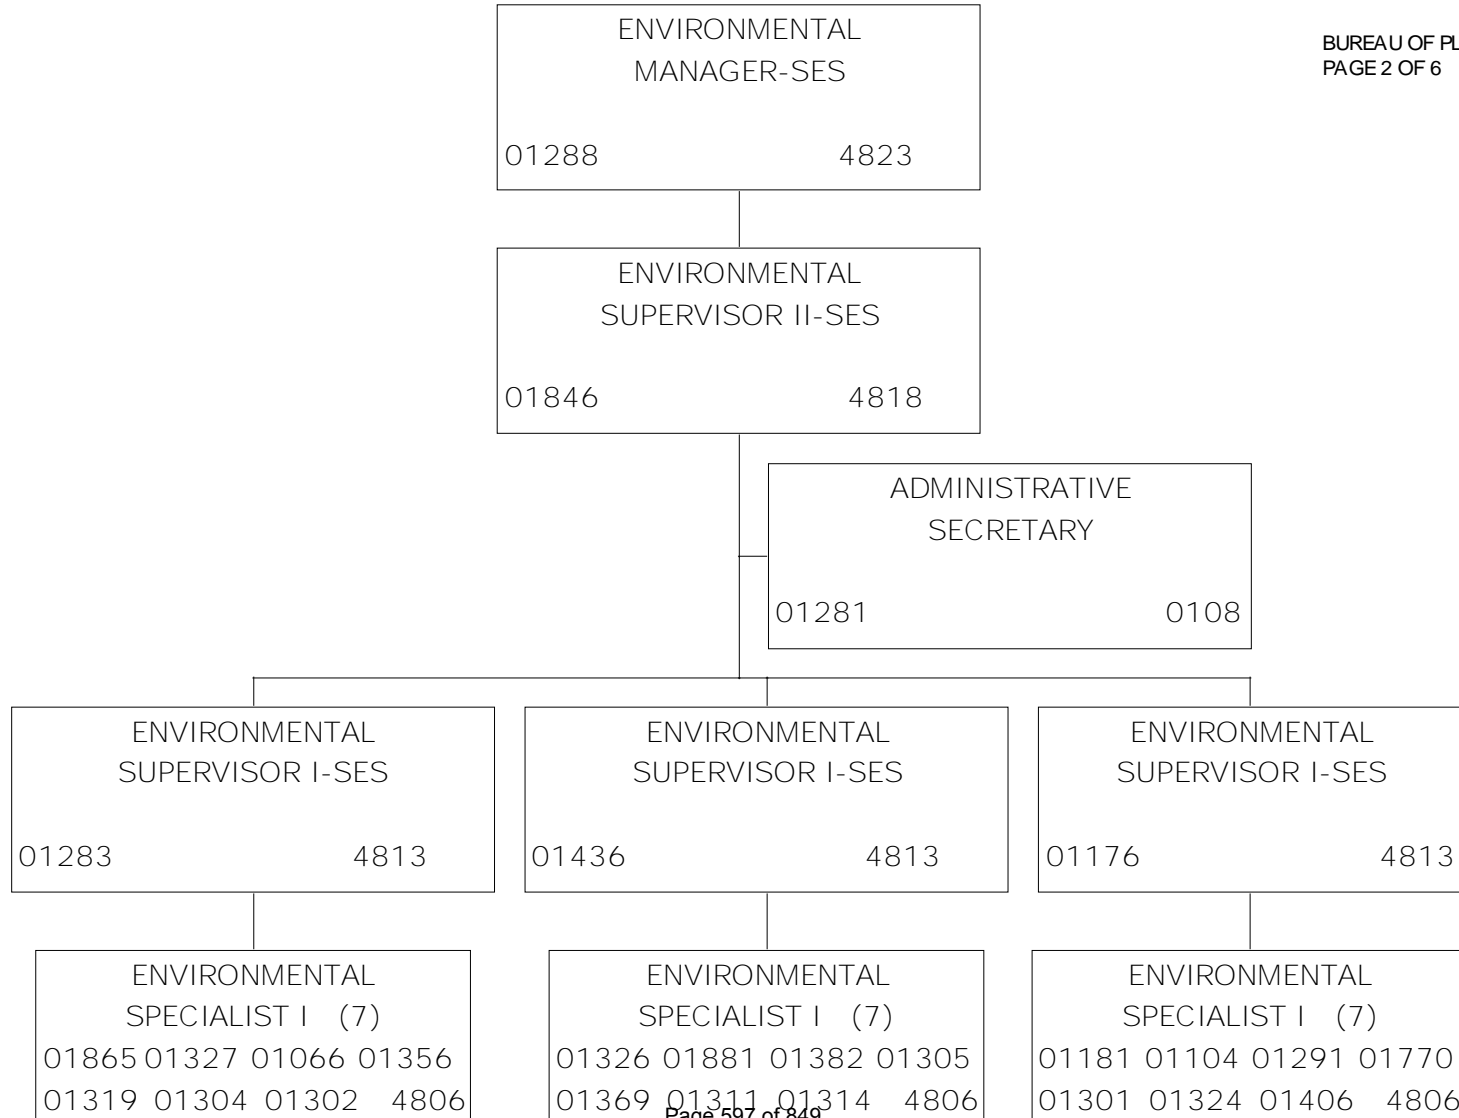 ENVIRONMENTAL
MANAGER-SES
01288 4823
BUREAU OF PL
PAGE 2 OF 6
ENVIRONMENTAL
SUPERVISOR II-SES
01846 4818
ADMINISTRATIVE
SECRETARY
01281 0108
ENVIRONMENTAL
SUPERVISOR I-SES
01283 4813
ENVIRONMENTAL
SUPERVISOR I-SES
01436 4813
ENVIRONMENTAL
SUPERVISOR I-SES
01176 4813
ENVIRONMENTAL
SPECIALIST I (7)
01865 01327 01066 01356
01319 01304 01302 4806
ENVIRONMENTAL
SPECIALIST I (7)
01326 01881 01382 01305
01369 01311 01314 4806
ENVIRONMENTAL
SPECIALIST I (7)
01181 01104 01291 01770
01301 01324 01406 4806
Page 597 of 849